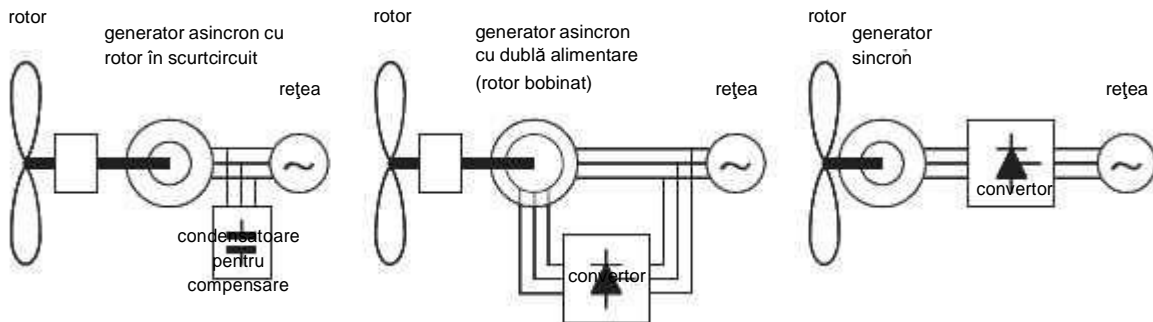 rotor
generator asincron cu
rotor în scurtcircuit
reţea
condensatoare
pentru
compensare
rotor
generator asincron
cu dublă alimentare
(rotor bobinat)
reţea
convertor
rotor
generator
sincron
reţea
convertor